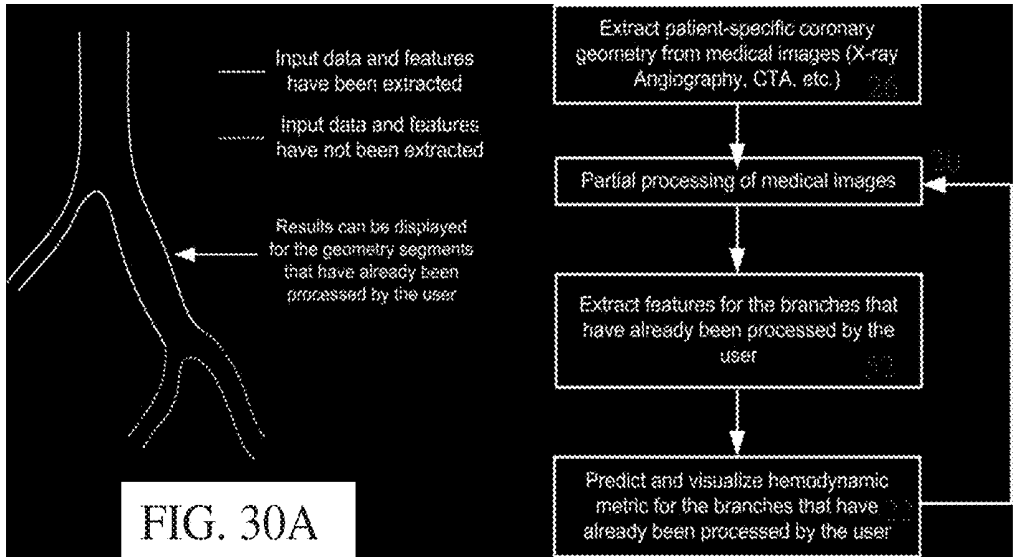 Input data and features
have been extracted
Input data and features
have not been extracted
Results can be displayed
for the geometry segments
that have already been
processed by the user
FIG. 30A
Extract patient-specific coronary
geometry from medical images (X-ray
Angiography, CTA, etc.)
26
Partial processing of medical images
30
Extract features for the branches that
have already been processed by the
user
32
Predict and visualize hemodynamic
metric for the branches that have
already been processed by the user